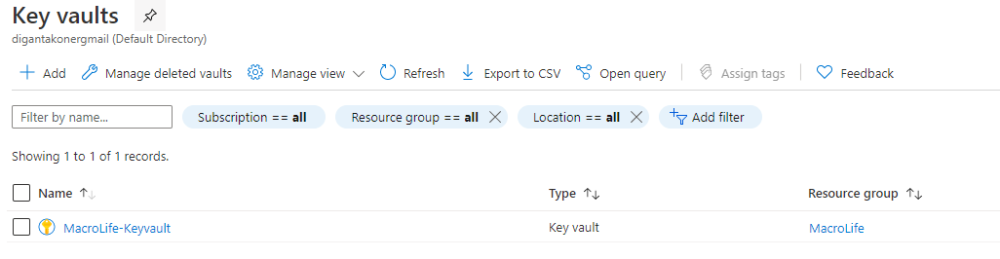 Key vaults
digantakonergmail (Default Directory)
Add Manage deleted vaults Manage view Refresh Export to CSV Open query Assign tags Feedback
Filter by name... Subscription == all Resource group == all Location == all Add filter
Showing 1 to 1 of 1 records.
Name Type Resource group
MacroLife-Keyvault Key vault MacroLife